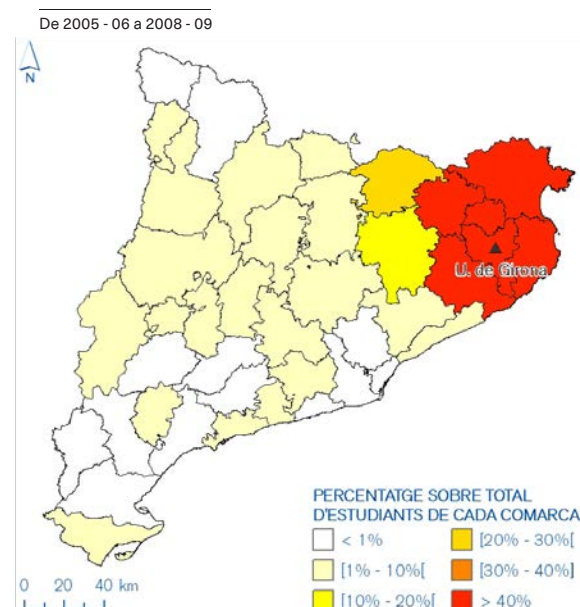 De 2005 - 06 a 2008 - 09
N
U. de Girona
PERCENTATGE SOBRE TOTAL
D'ESTUDIANTS DE CADA COMARCA
< 1%
[20% - 30%[
[1% - 10%[
[30% - 40%]
[10% - 20%[
> 40%
0 20 40 km